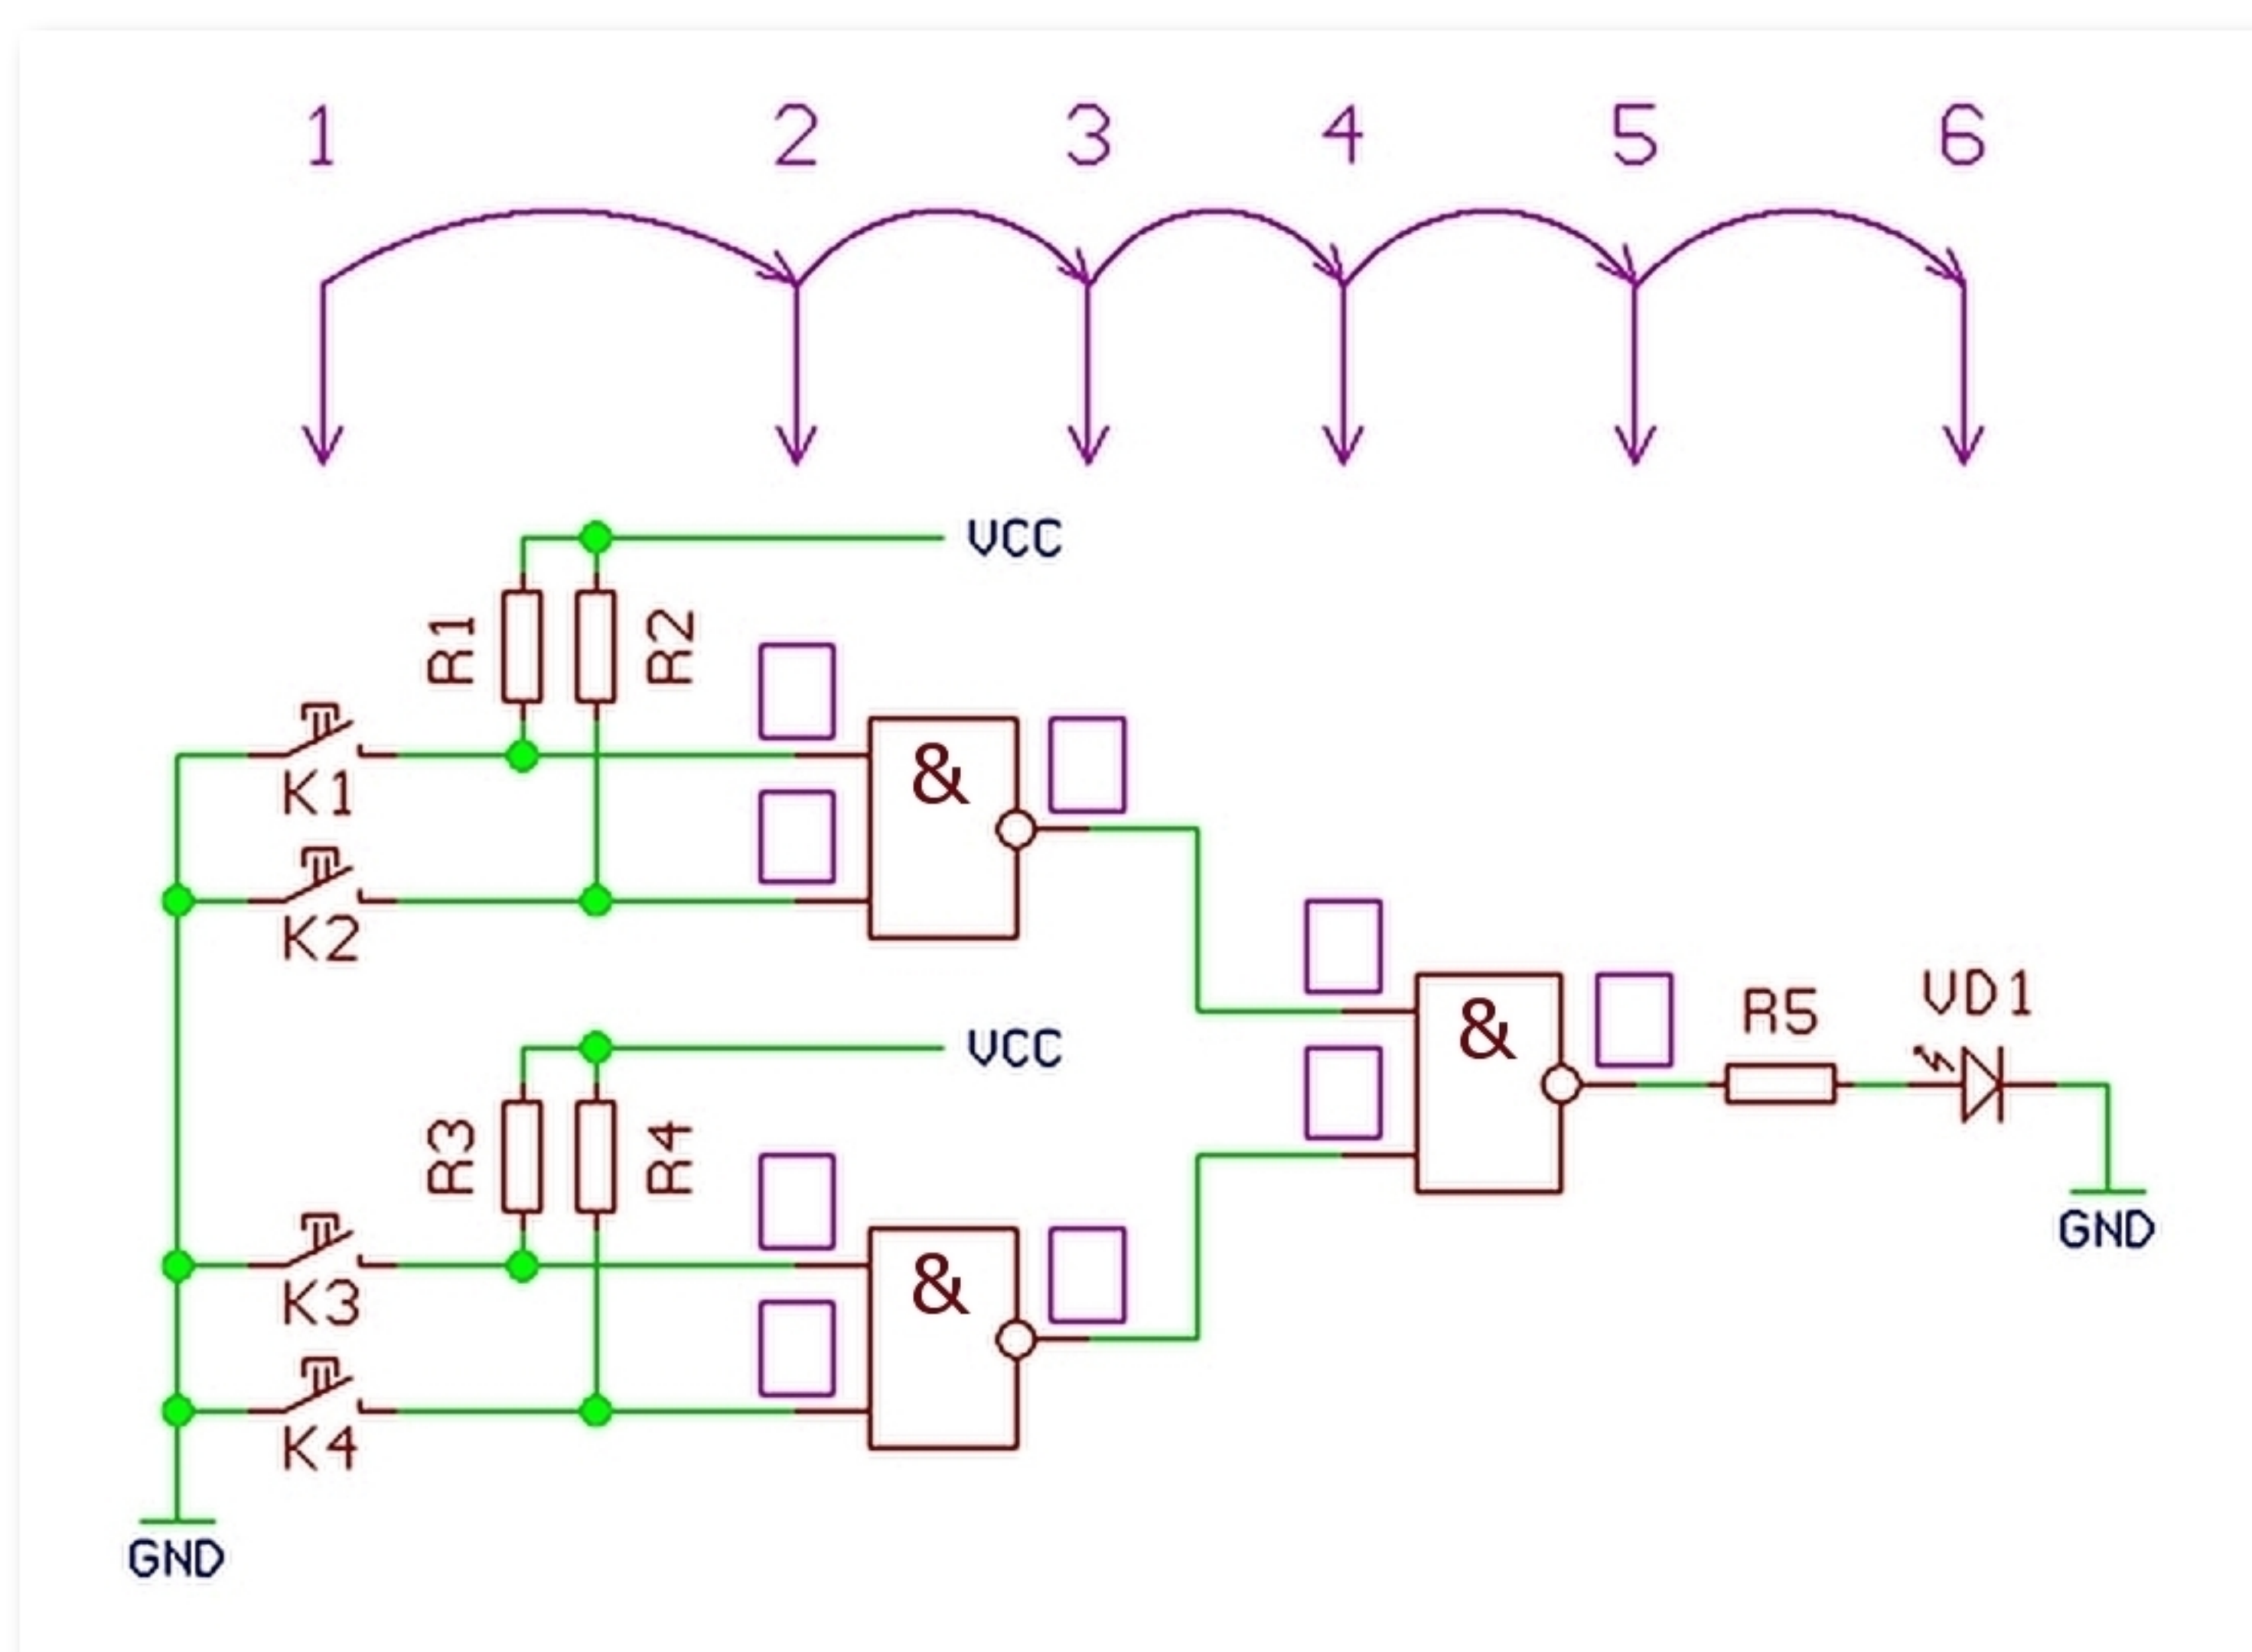 1 2 3 4 5 6
VCC
R1 R2
K1 &
K2
& R5 VD1
VCC
R3 R4
GND
K3 &
K4
GND